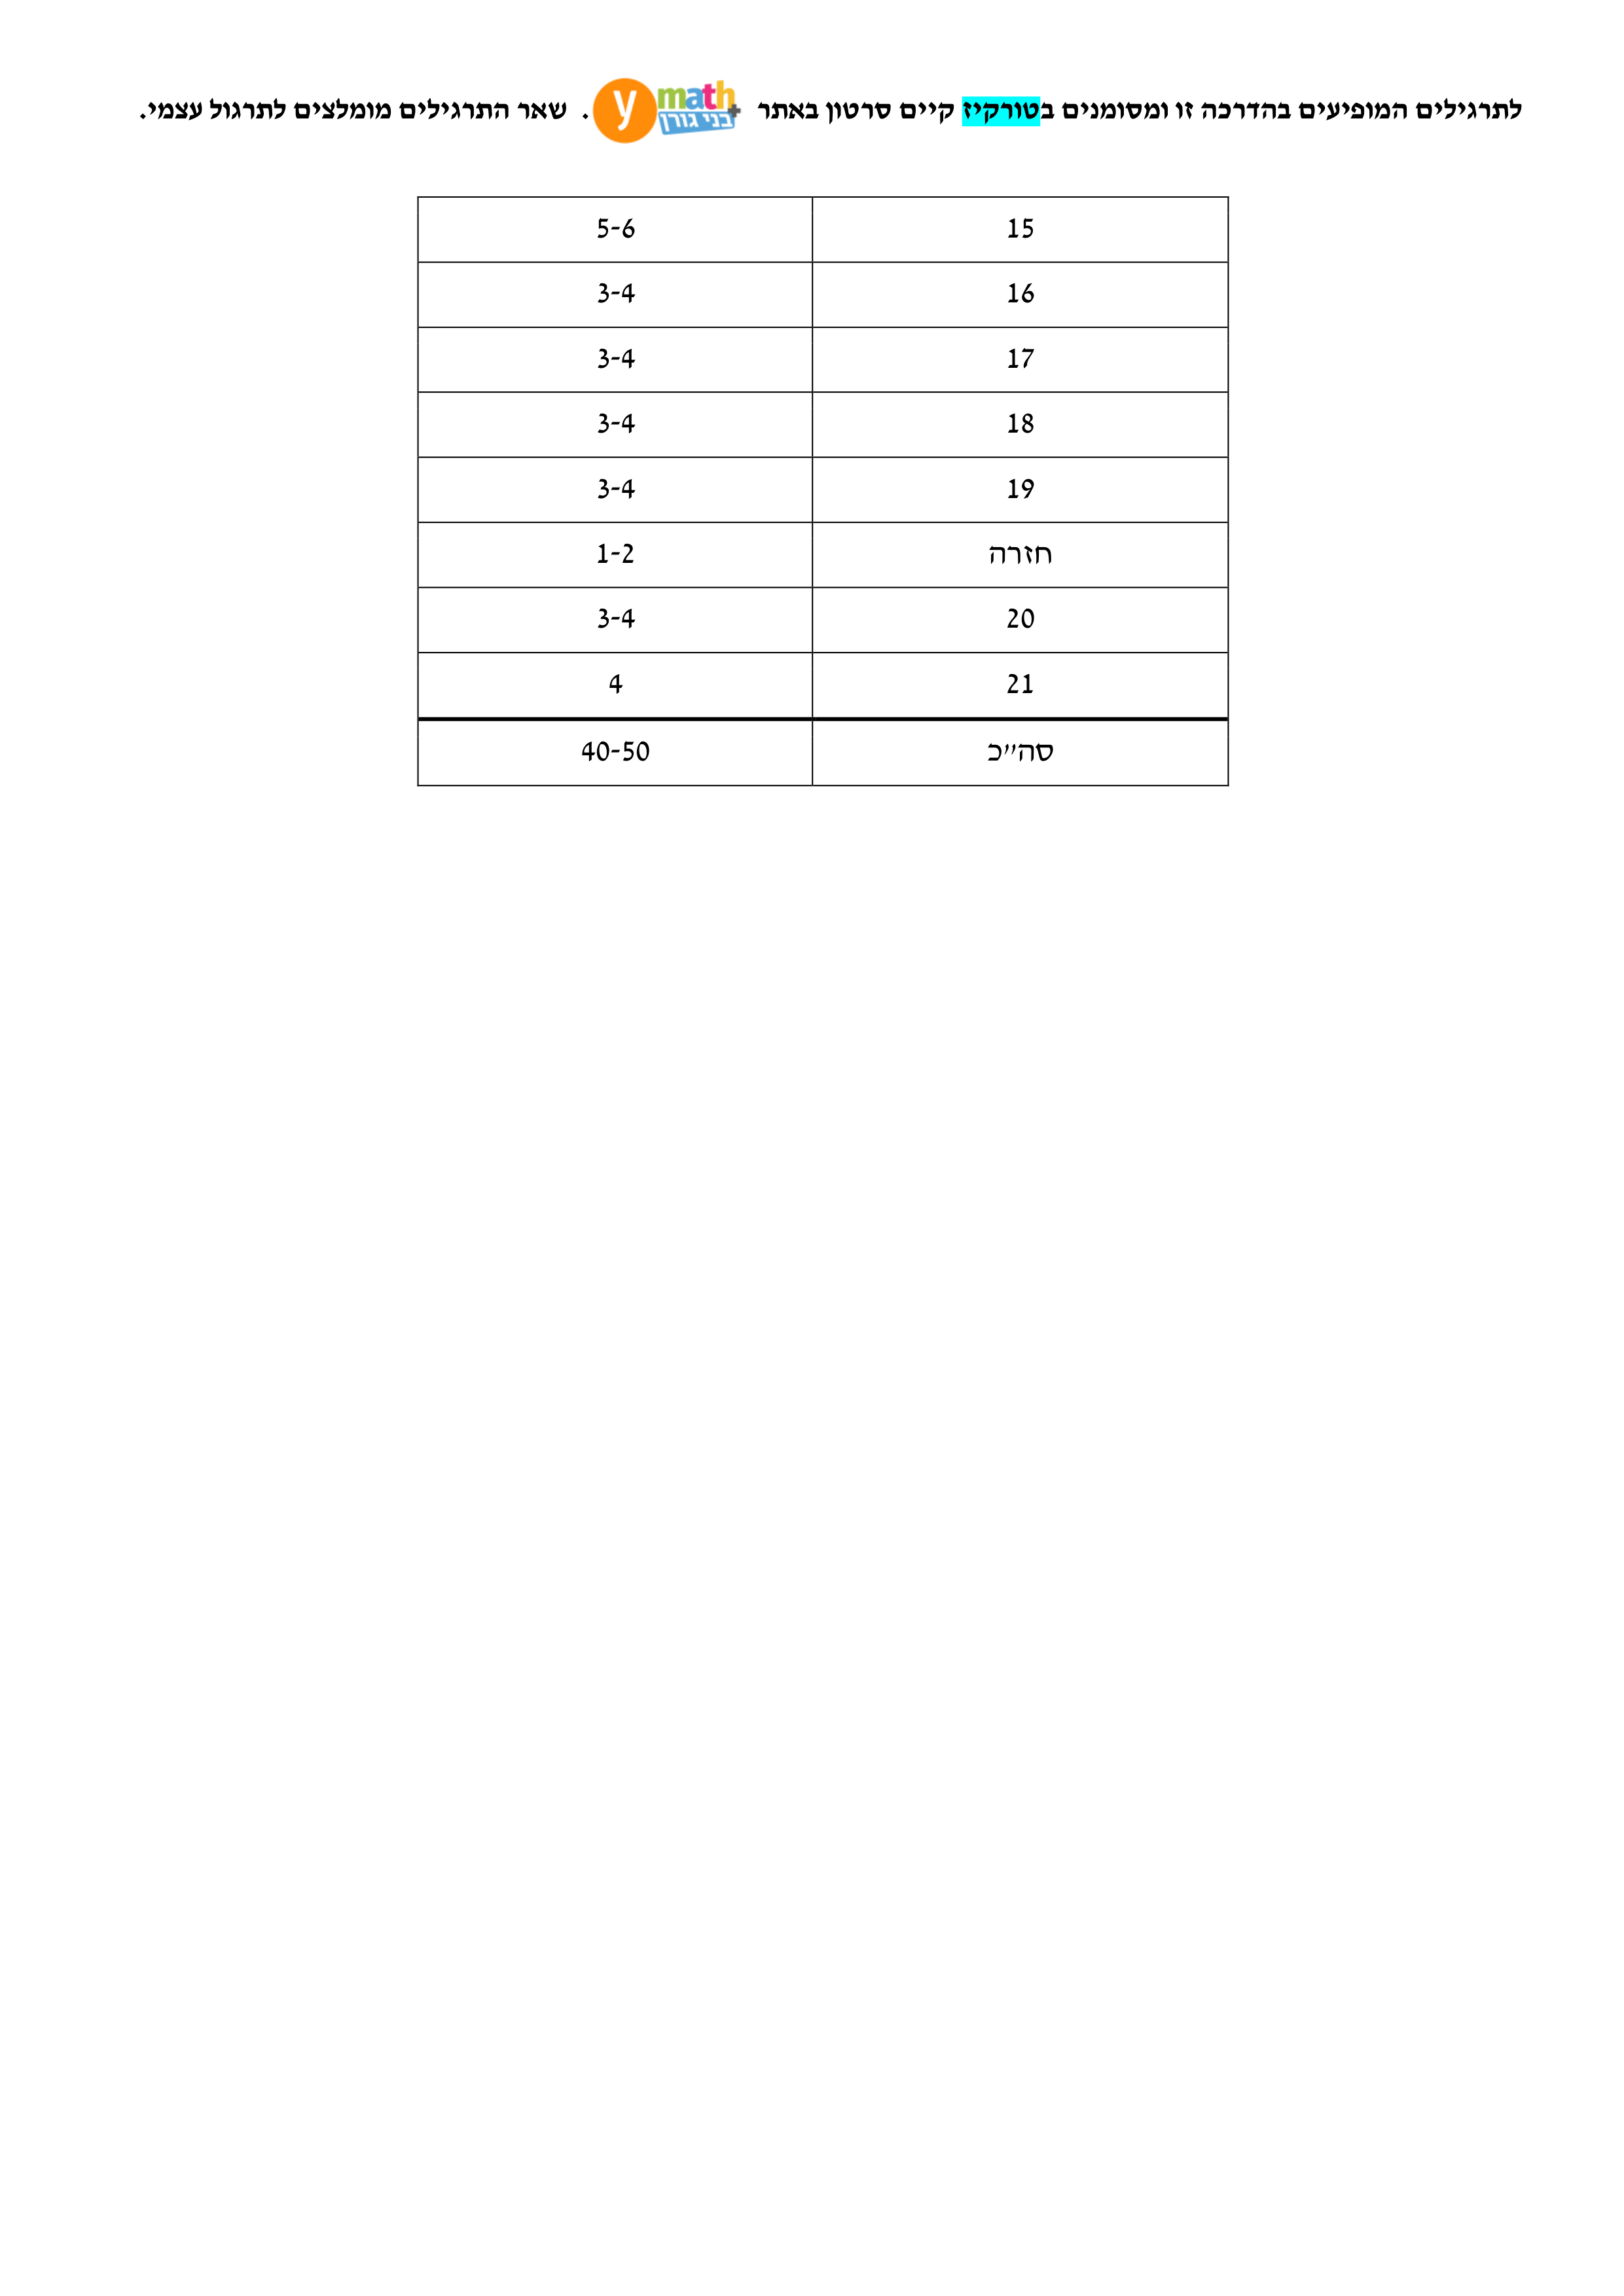 לתרגילים המופיעים בהדרכה זו ומסומנים בטורקיז קיים סרטון באתר y math+ בני גורן . שאר התרגילים מומלצים לתרגול עצמי.
15 5-6
16 3-4
17 3-4
18 3-4
19 3-4
חזרה 1-2
20 3-4
21 4
סה"כ 40-50